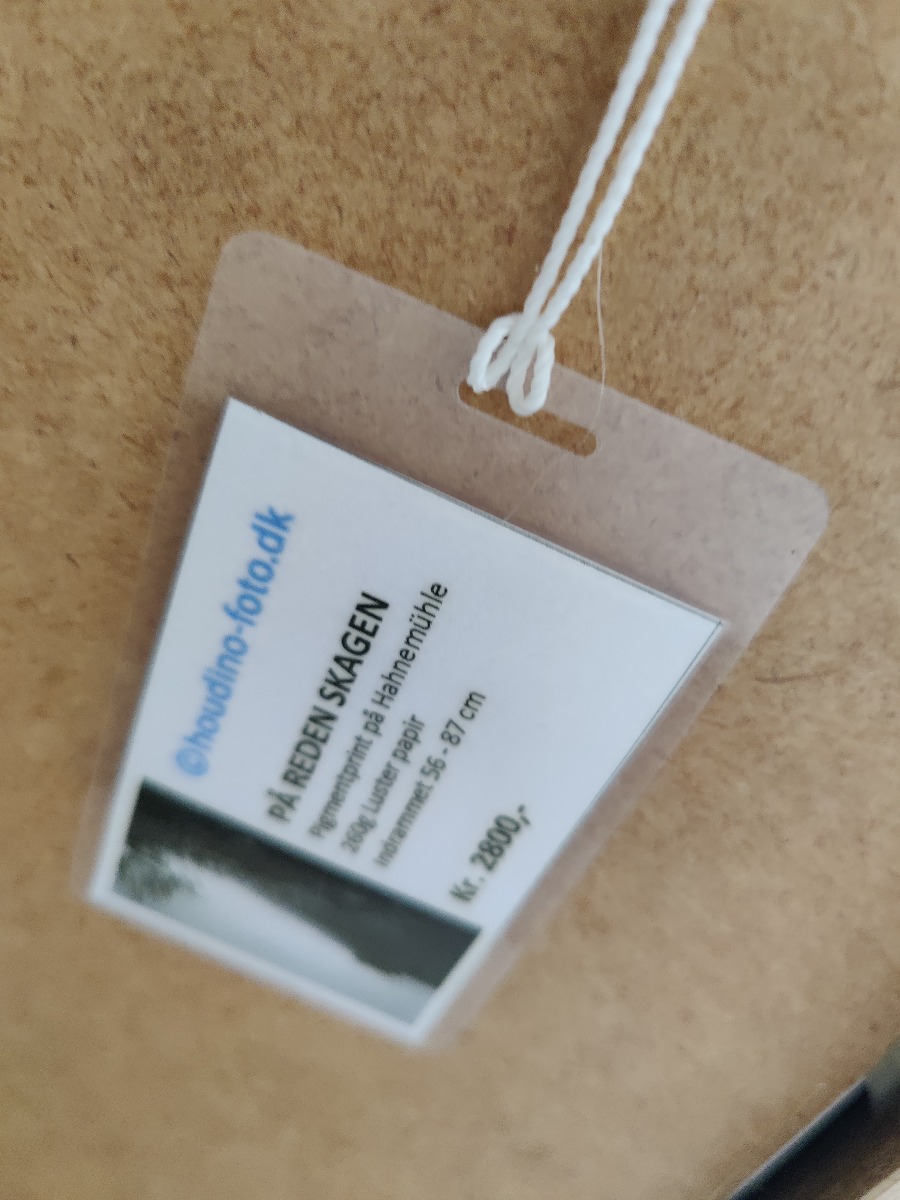 ©houdino-foto.dk
PÅ REDEN SKAGEN
Pigmentprint på Hahnemühle
260g Luster papir
Indrammet 56 - 87 cm
Kr. 2800,-